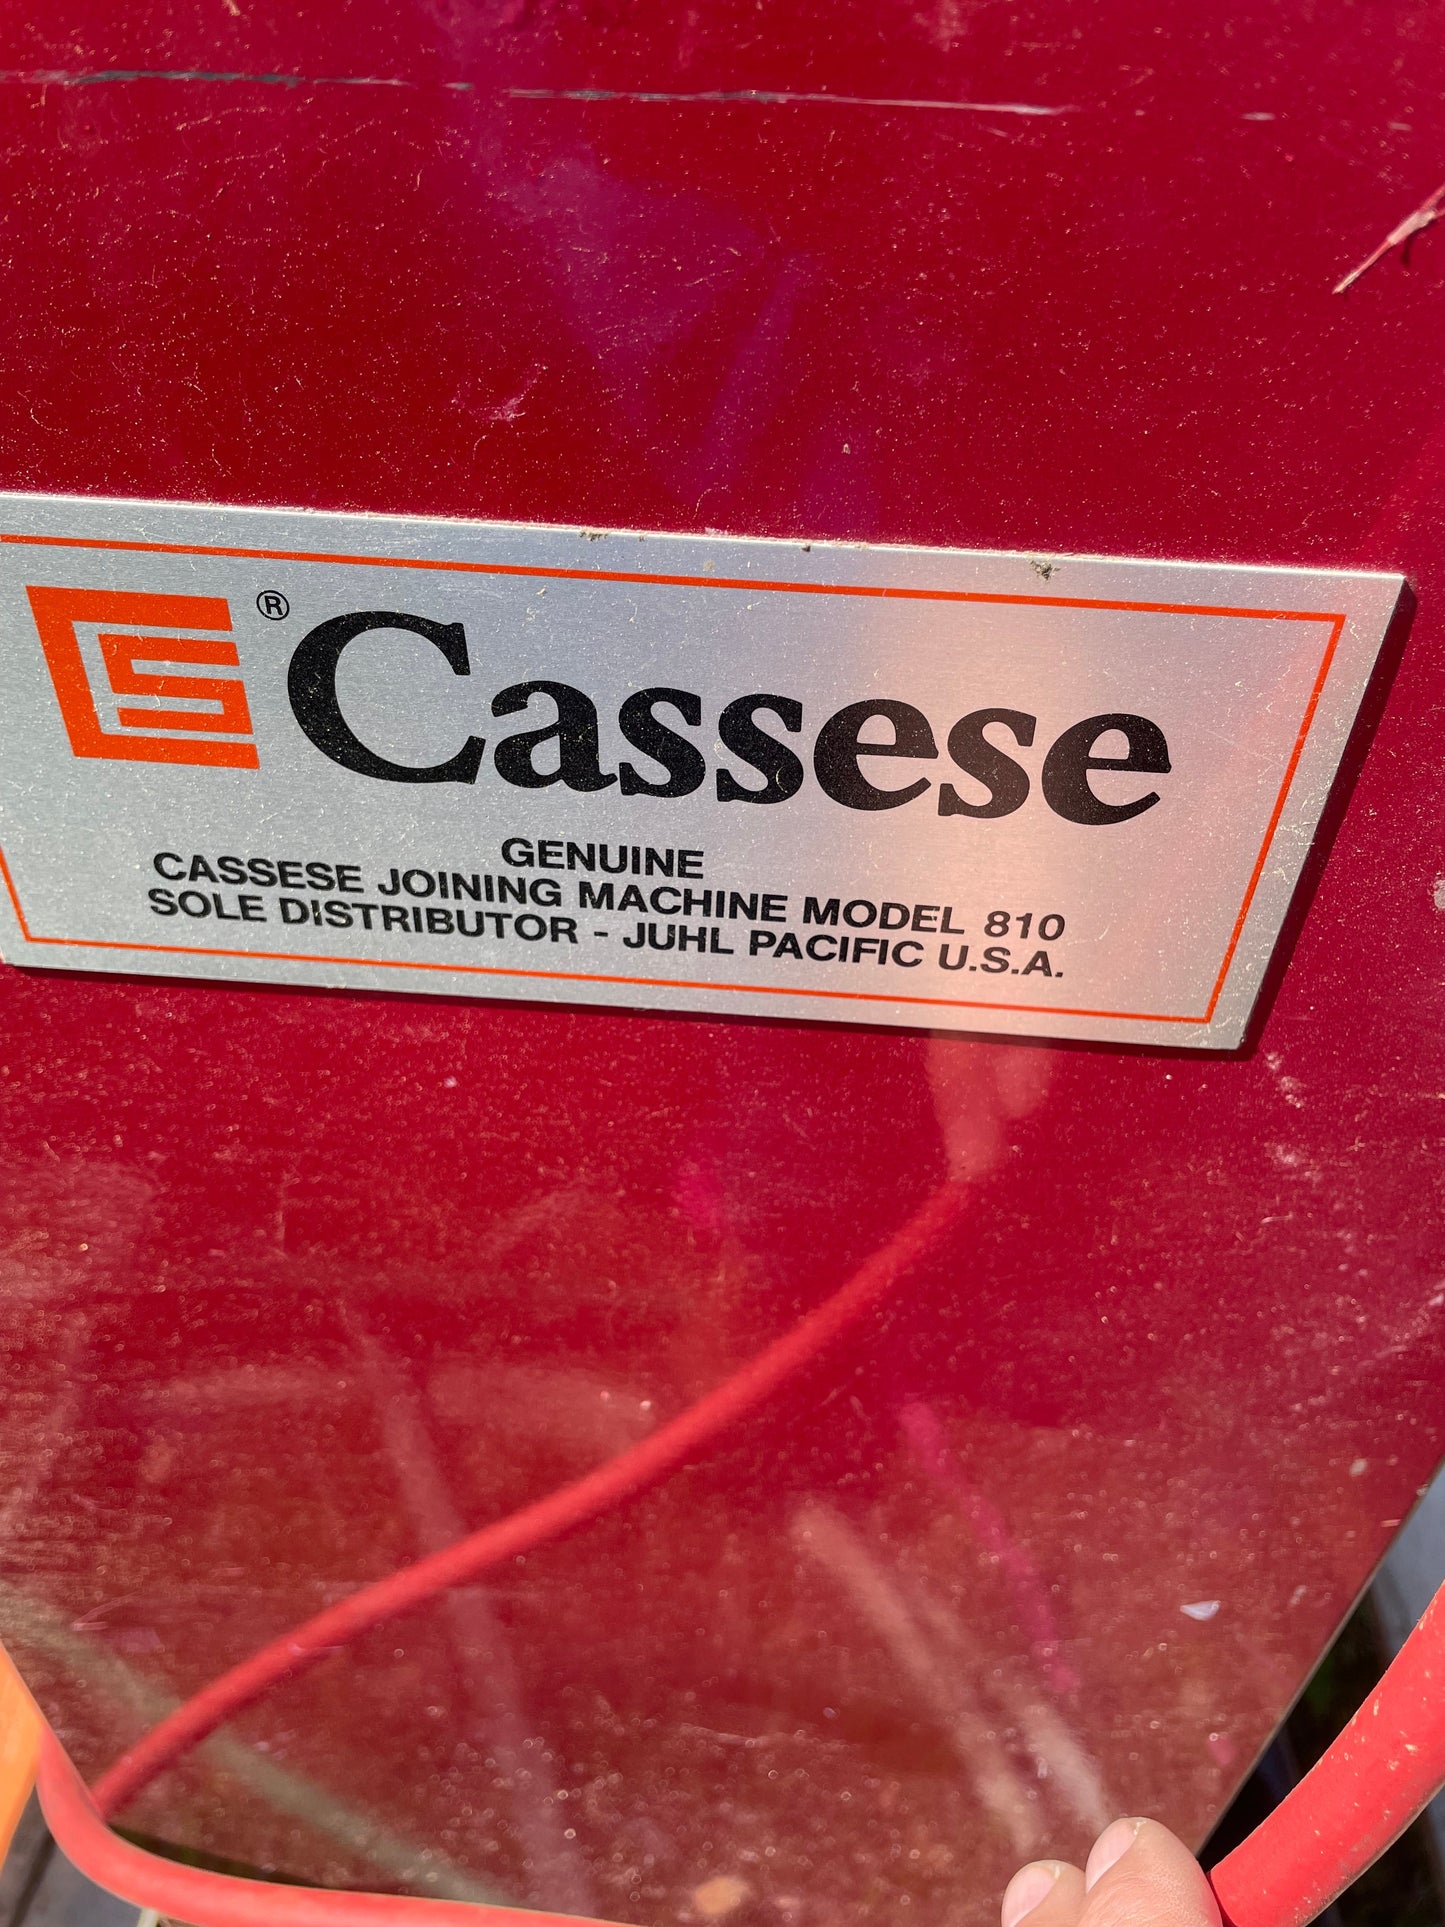 ® Cassese
GENUINE
CASSESE JOINING MACHINE MODEL 810
SOLE DISTRIBUTOR - JUHL PACIFIC U.S.A.